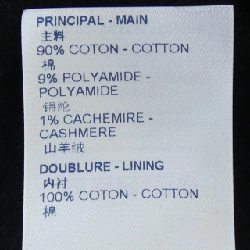 PRINCIPAL - MAIN
主料
90% COTON - COTTON
棉
9% POLYAMIDE -
POLYAMIDE
锦纶
1% CACHEMIRE -
CASHMERE
山羊绒
DOUBLURE - LINING
内衬
100% COTON - COTTON
棉